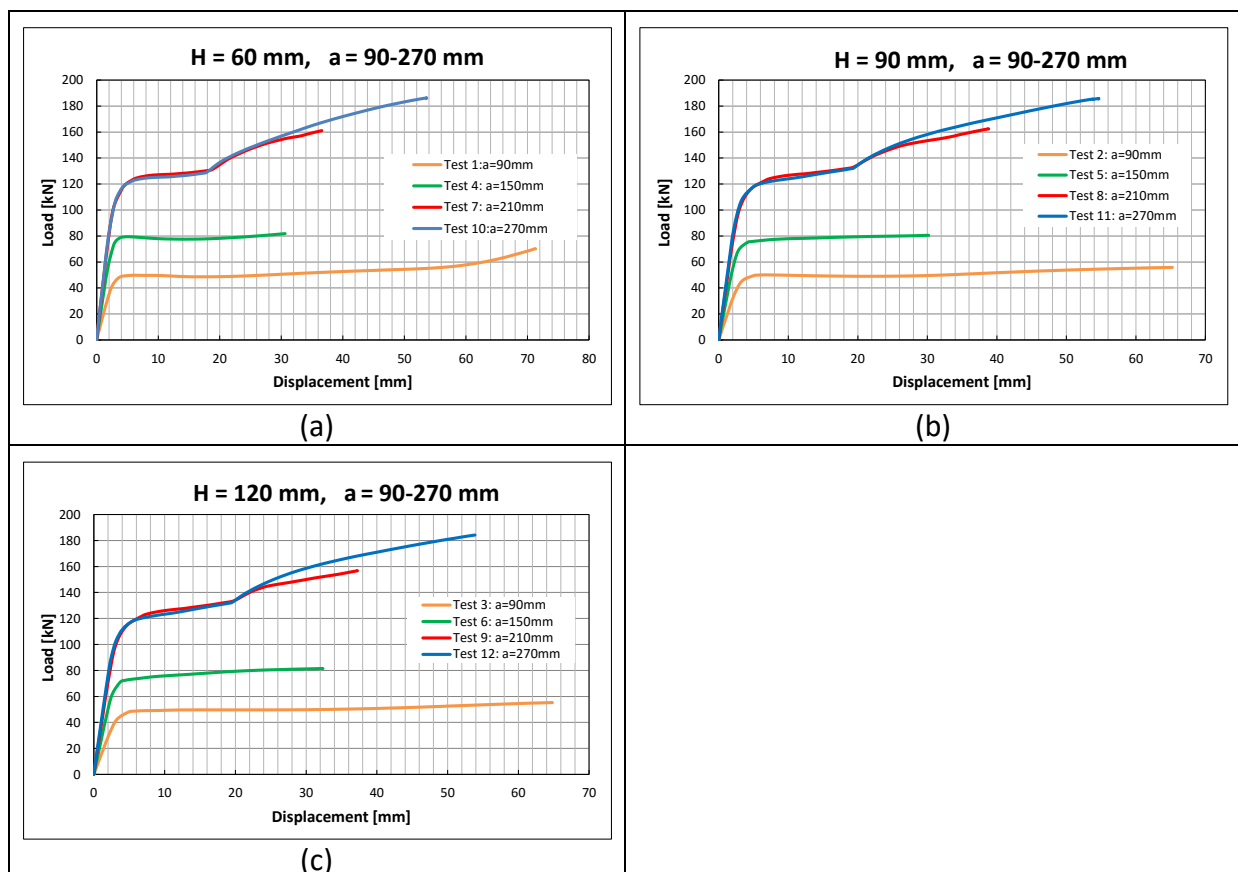 H = 60 mm,   a = 90-270 mm
200
180
160
140
120
100
80
60
40
20
0
Load [kN]
Test 1:a=90mm
Test 4: a=150mm
Test 7: a=210mm
Test 10:a=270mm
0 10 20 30 40 50 60 70 80
Displacement [mm]
(a)
H = 90 mm,   a = 90-270 mm
200
180
160
140
120
100
80
60
40
20
0
Load [kN]
Test 2: a=90mm
Test 5: a=150mm
Test 8: a=210mm
Test 11: a=270mm
0 10 20 30 40 50 60 70
Displacement [mm]
(b)
H = 120 mm,   a = 90-270 mm
200
180
160
140
120
100
80
60
40
20
0
Load [kN]
Test 3: a=90mm
Test 6: a=150mm
Test 9: a=210mm
Test 12: a=270mm
0 10 20 30 40 50 60 70
Displacement [mm]
(c)